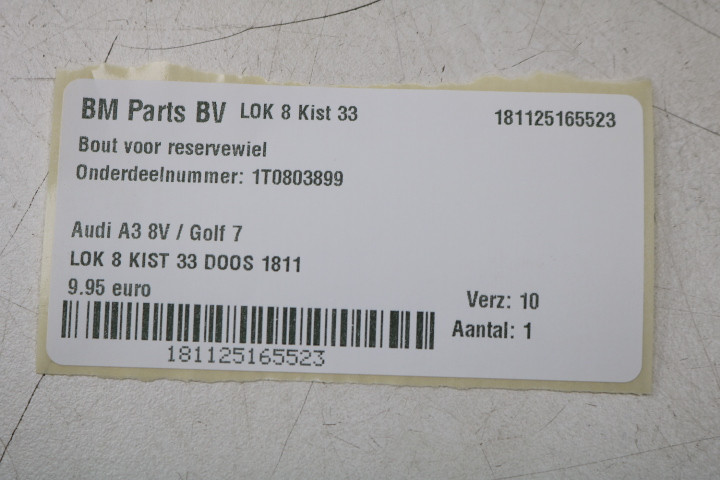 BM Parts BV LOK 8 Kist 33 181125165523
Bout voor reservewiel
Onderdeelnummer: 1T0803899
Audi A3 8V / Golf 7
LOK 8 KIST 33 DOOS 1811
9.95 euro
Verz: 10
Aantal: 1
181125165523